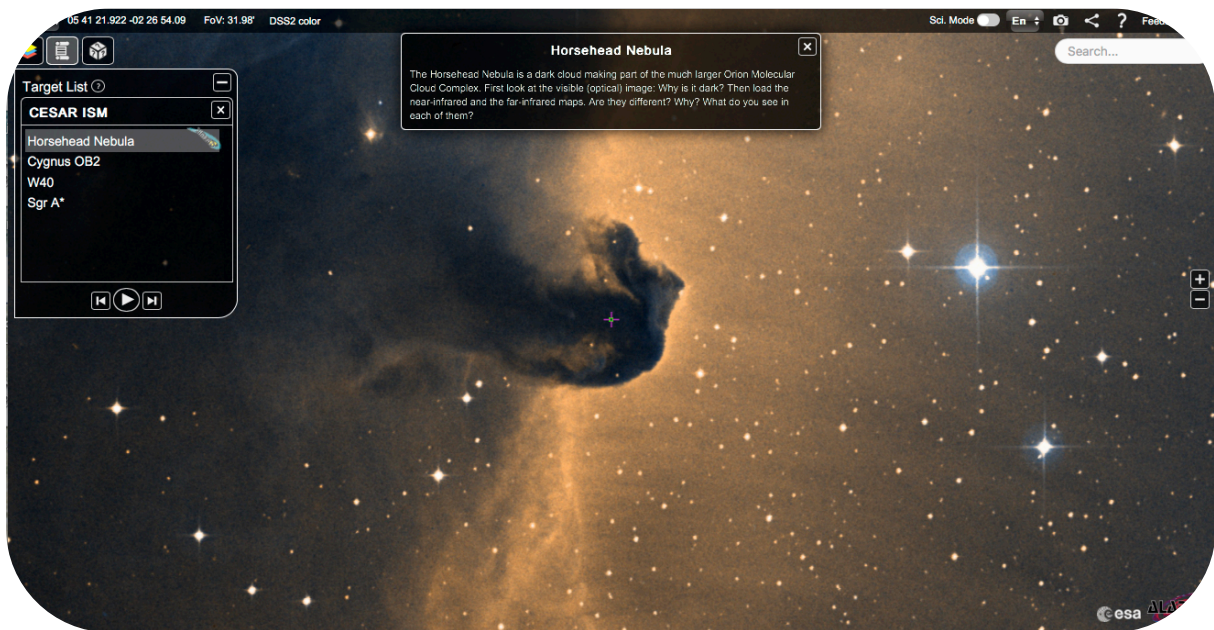 05 41 21.922 -02 26 54.09 FoV: 31.98' DSS2 color
Sci. Mode En ?
Search...
Horsehead Nebula
The Horsehead Nebula is a dark cloud making part of the much larger Orion Molecular
Cloud Complex. First look at the visible (optical) image: Why is it dark? Then load the
near-infrared and the far-infrared maps. Are they different? Why? What do you see in
each of them?
Target List ?
CESAR ISM
Horsehead Nebula
Cygnus OB2
W40
Sgr A*
esa